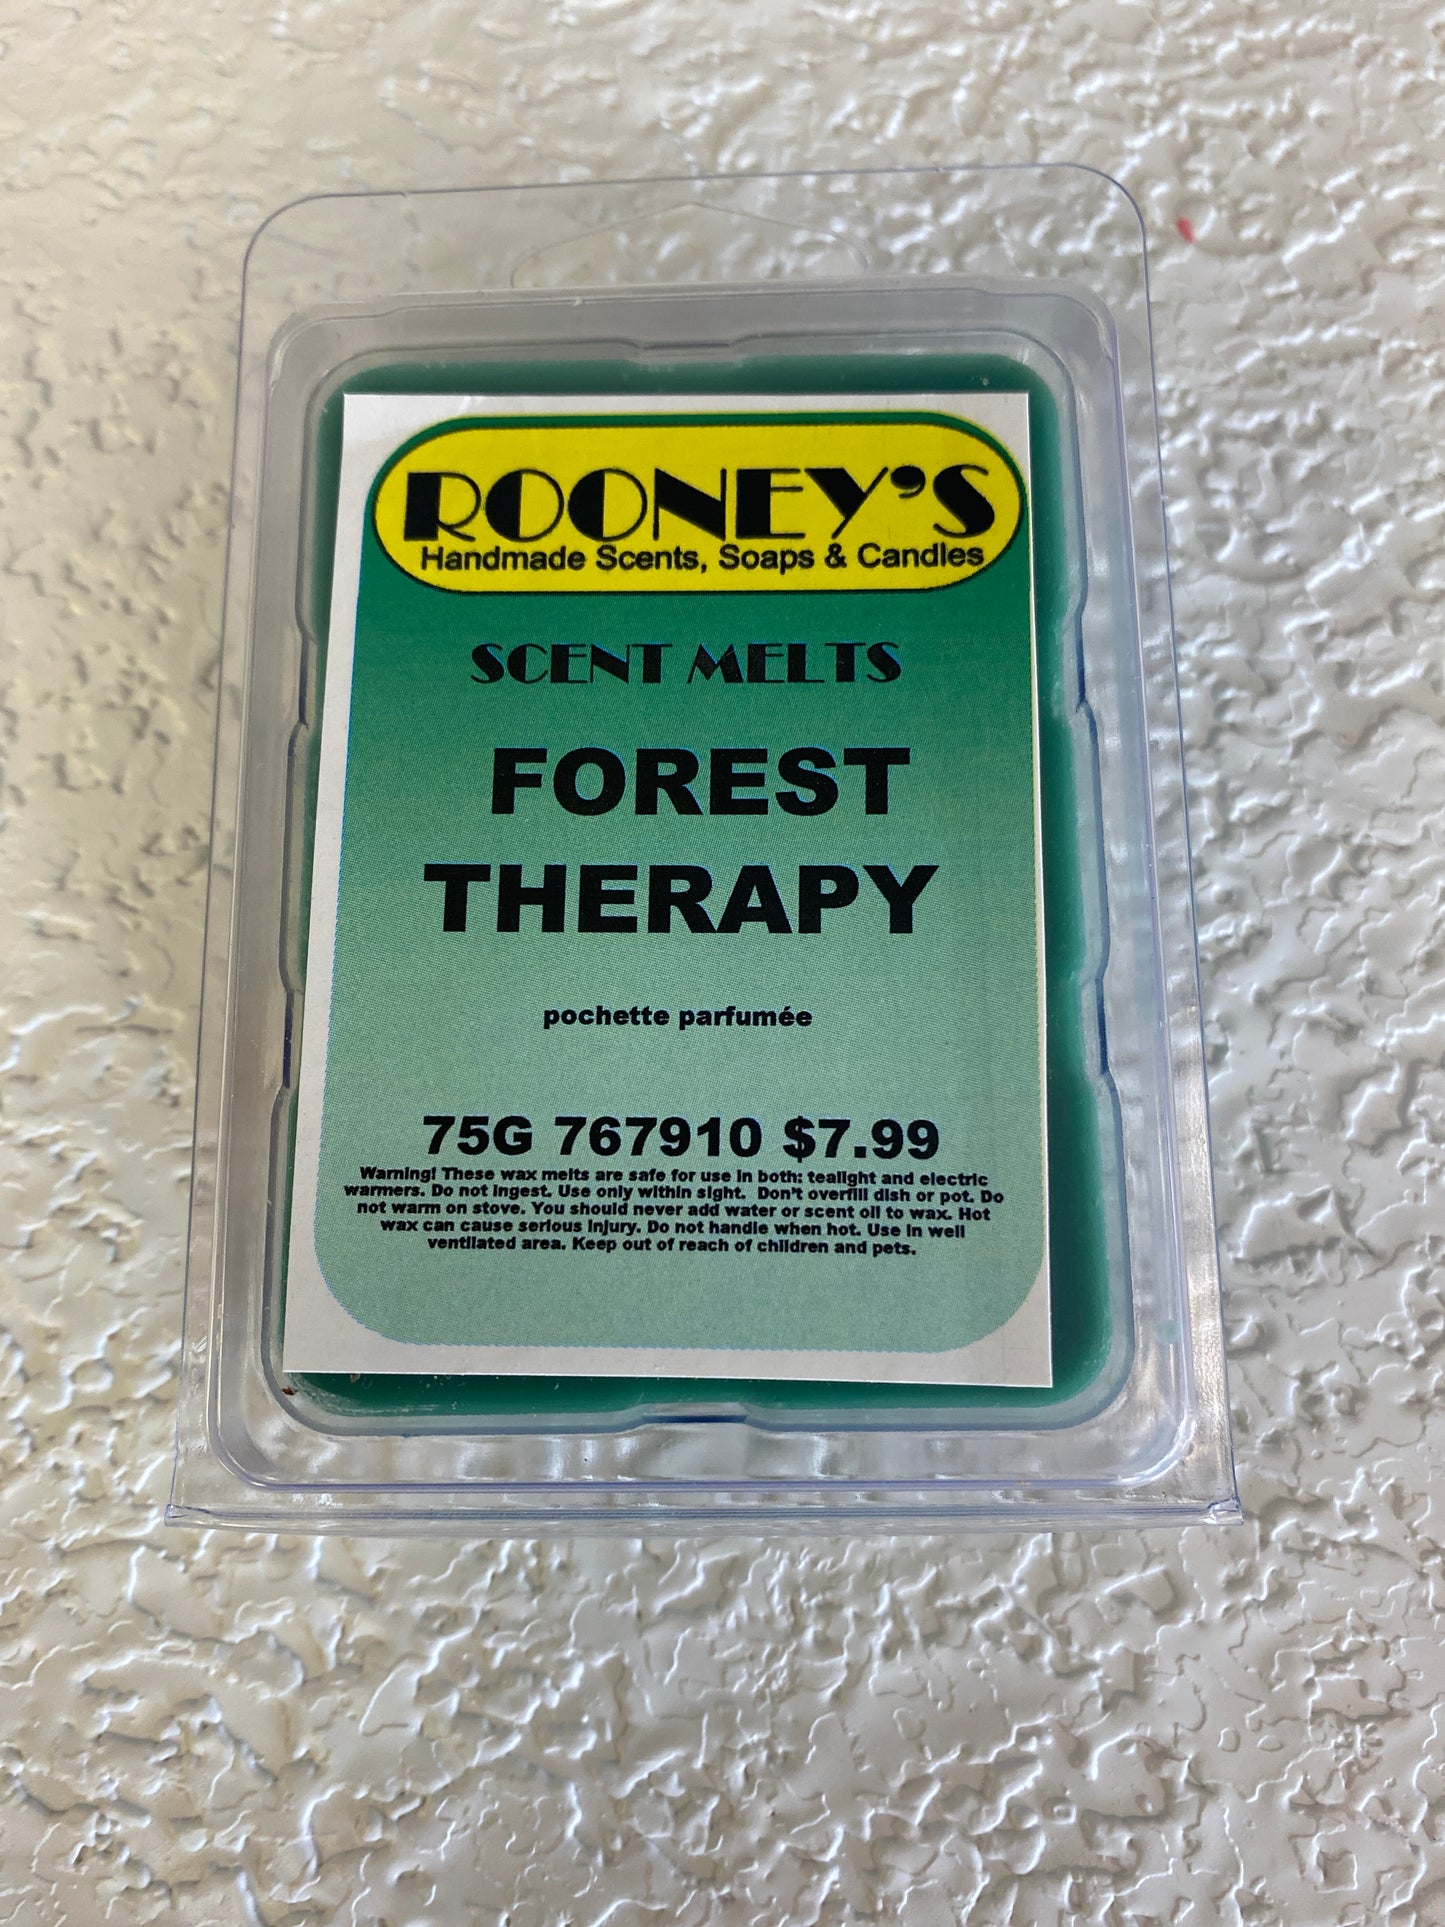 ROONEY'S
Handmade Scents, Soaps & Candles
SCENT MELTS
FOREST
THERAPY
pochette parfumée
75G 767910 $7.99
Warning! These wax melts are safe for use in both: tealight and electric
warmers. Do not ingest. Use only within sight. Don't overfill dish or pot. Do
not warm on stove. You should never add water or scent oil to wax. Hot
wax can cause serious injury. Do not handle when hot. Use in well
ventilated area. Keep out of reach of children and pets.